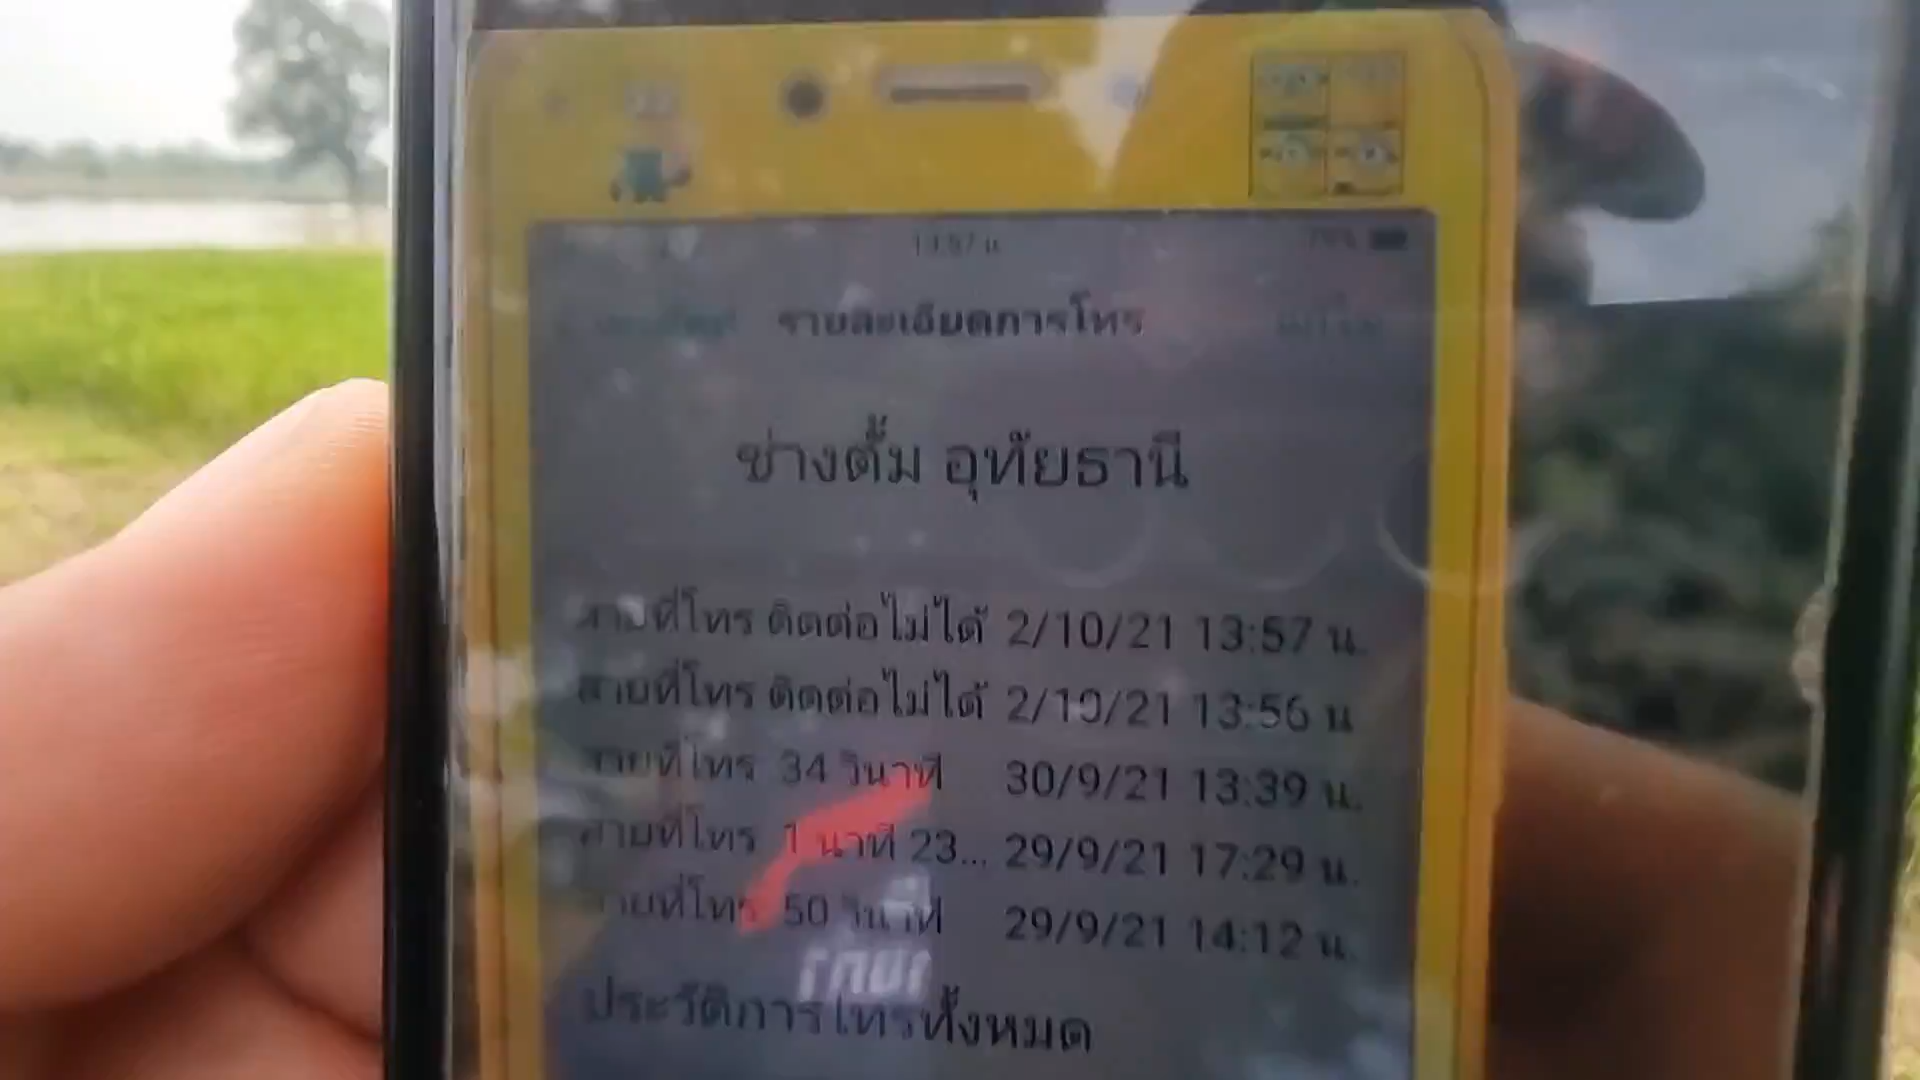 13:57 น.
รายละเอียดการโทร
ช่างตั้ม อุทัยธานี
สายที่โทร ติดต่อไม่ได้ 2/10/21 13:57 น.
สายที่โทร ติดต่อไม่ได้ 2/10/21 13:56 น
สายที่โทร 34 วินาที 30/9/21 13:39 น.
สายที่โทร 1 นาที 23... 29/9/21 17:29 น.
สายที่โทร 50 วินาที 29/9/21 14:12 น.
ประวัติการโทรทั้งหมด